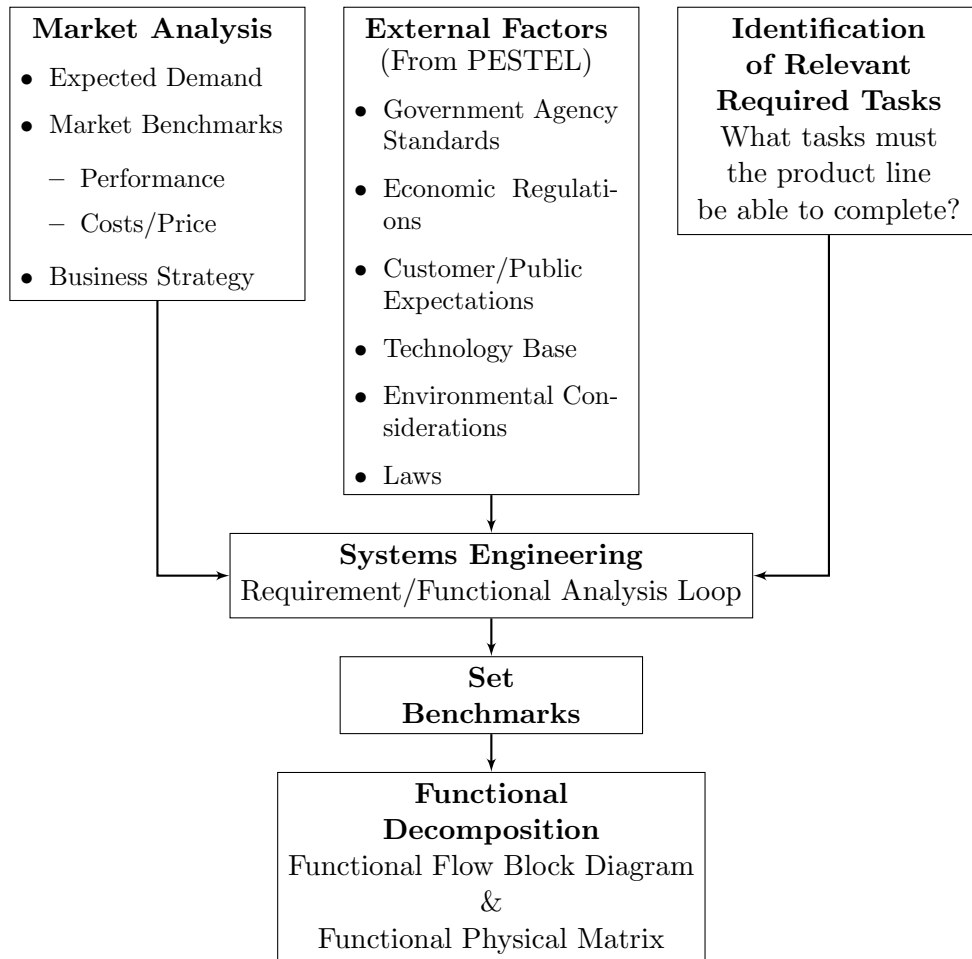 Market Analysis
• Expected Demand
• Market Benchmarks
– Performance
– Costs/Price
• Business Strategy
External Factors
(From PESTEL)
• Government Agency
Standards
• Economic Regulati-
ons
• Customer/Public
Expectations
• Technology Base
• Environmental Con-
siderations
• Laws
Identification
of Relevant
Required Tasks
What tasks must
the product line
be able to complete?
Systems Engineering
Requirement/Functional Analysis Loop
Set
Benchmarks
Functional
Decomposition
Functional Flow Block Diagram
&
Functional Physical Matrix